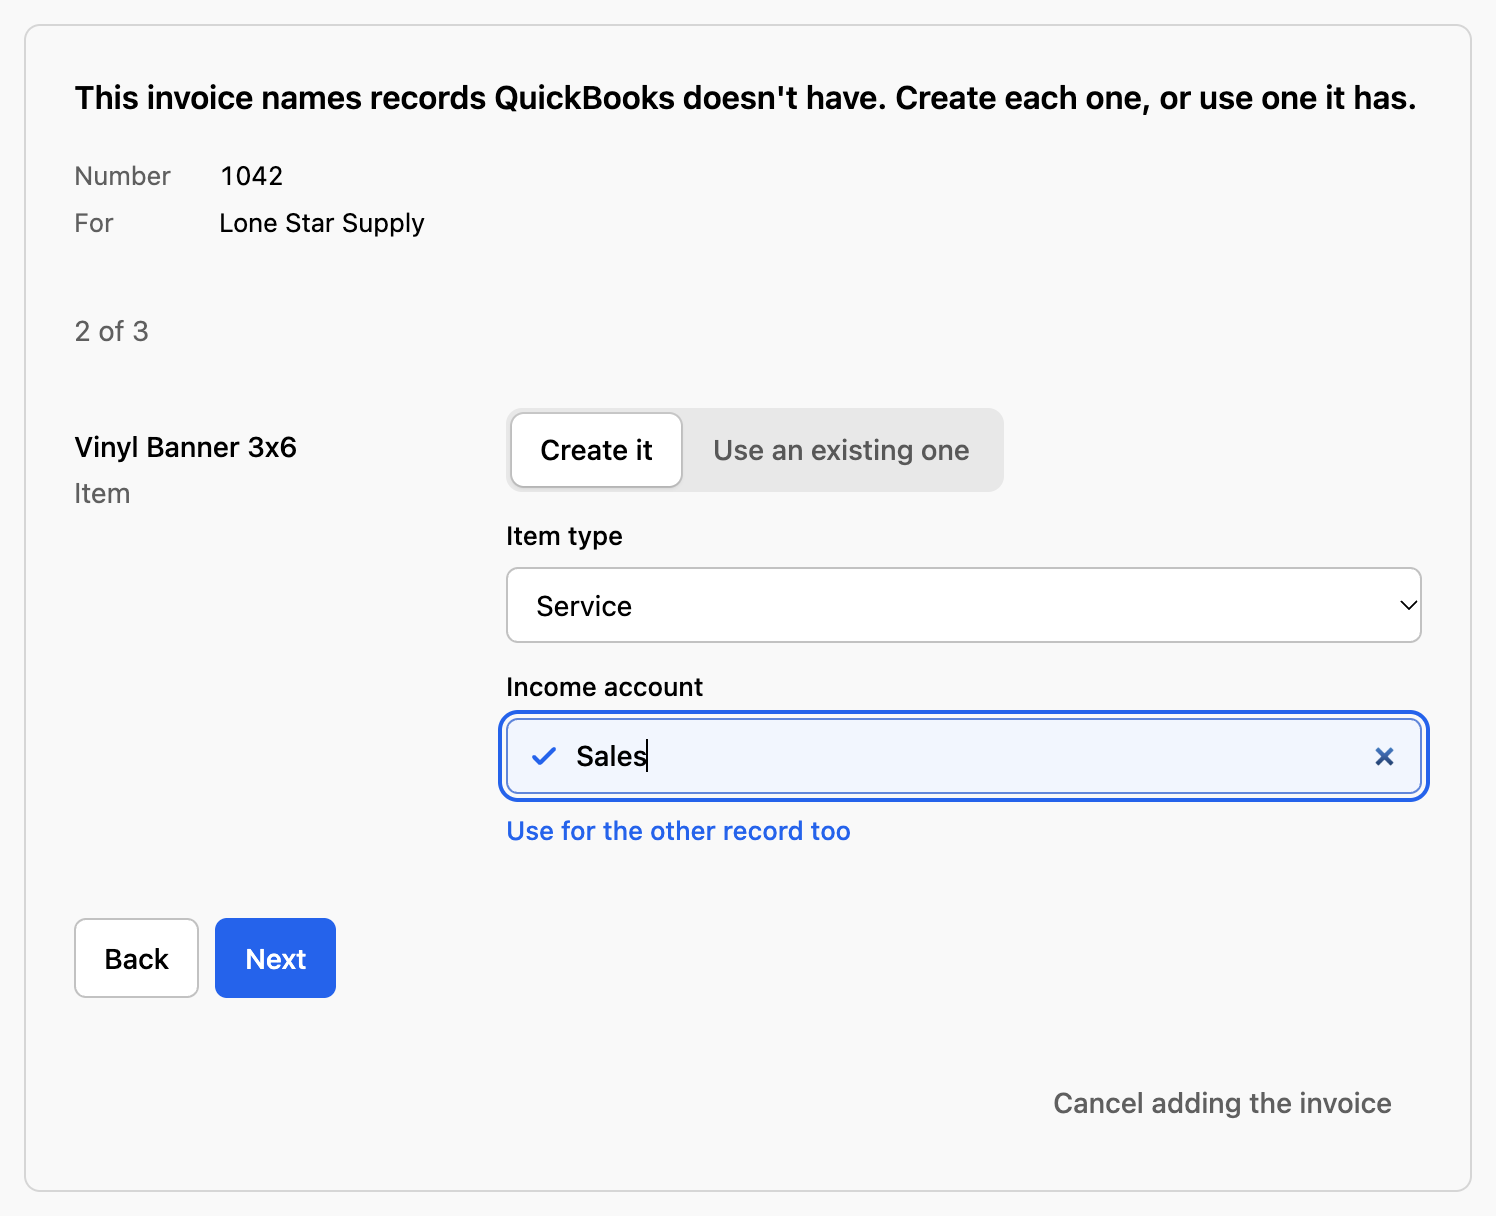 This invoice names records QuickBooks doesn't have. Create each one, or use one it has.
Number 1042
For Lone Star Supply
2 of 3
Vinyl Banner 3x6
Item
Create it Use an existing one
Item type
Service
Income account
Sales
Use for the other record too
Back Next
Cancel adding the invoice